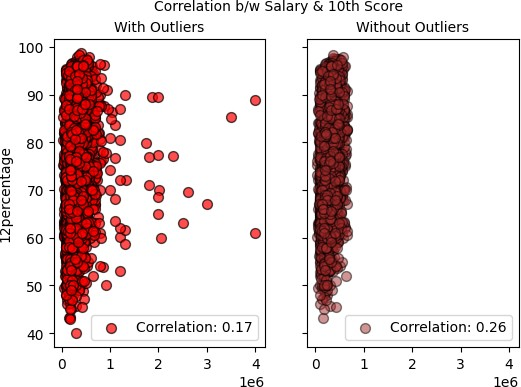 Correlation b/w Salary & 10th Score
With Outliers
Without Outliers
12percentage
100
90
80
70
60
50
40
Correlation: 0.17
Correlation: 0.26
0 1 2 3 4
1e6
0 1 2 3 4
1e6